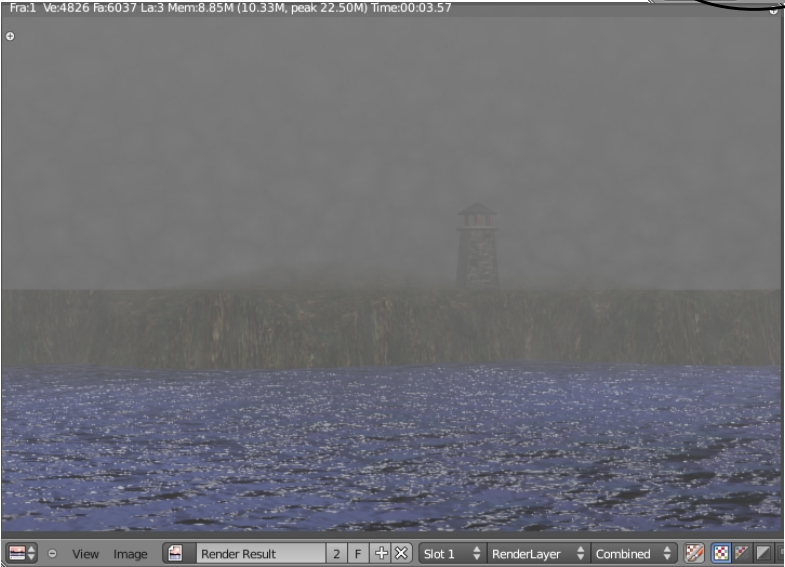 Fra:1 Ve:4826 Fa:6037 La:3 Mem:8.85M (10.33M, peak 22.50M) Time:00:03.57
View Image Render Result 2 F Slot 1 RenderLayer Combined